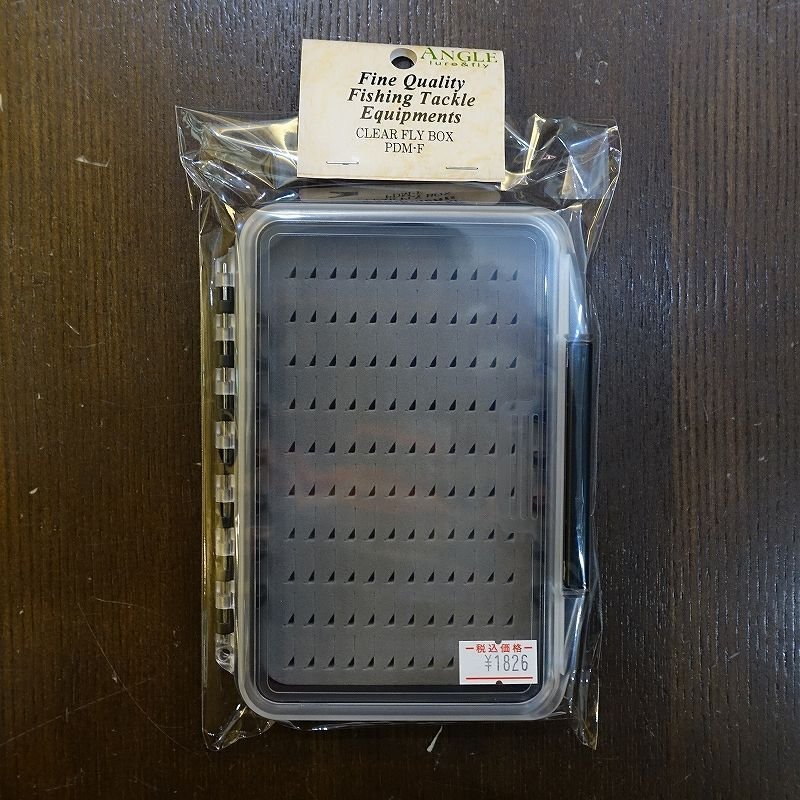 ANGLE
lure&fly
Fine Quality
Fishing Tackle
Equipments
CLEAR FLY BOX
PDM-F
税込価格
¥1826